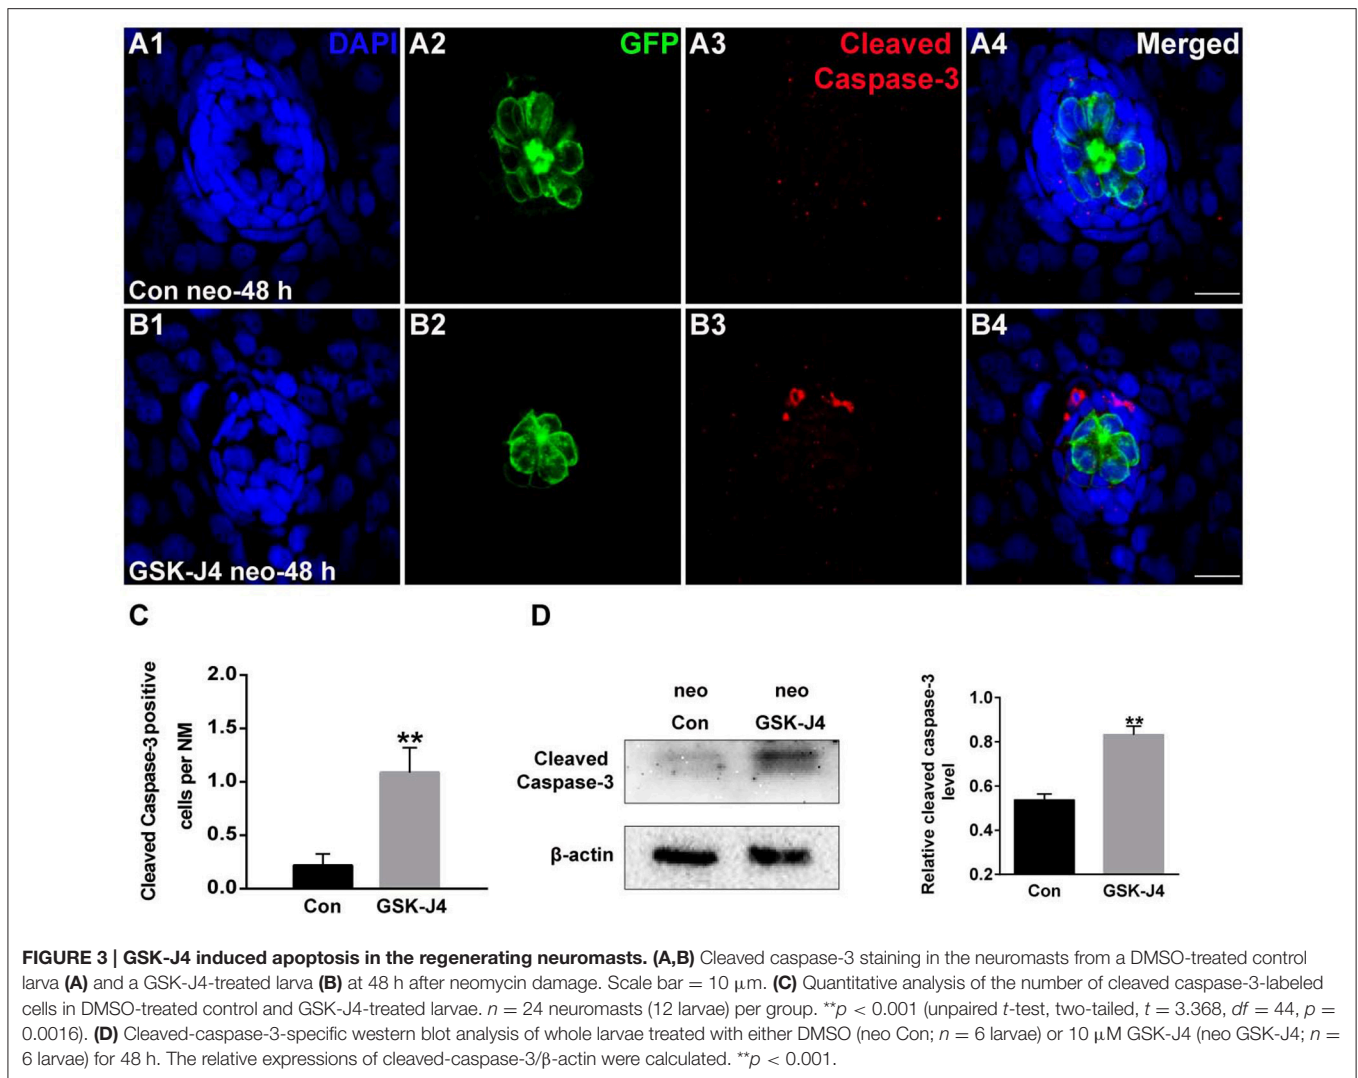 A1
DAPI
A2
GFP
A3
Cleaved
Caspase-3
A4
Merged
Con neo-48 h
B1
B2
B3
B4
GSK-J4 neo-48 h
C
D
Cleaved Caspase-3 positive
cells per NM
2.0
1.5
1.0
0.5
0.0
**
Con
GSK-J4
neo
neo
Con
GSK-J4
Cleaved
Caspase-3
β-actin
Relative cleaved caspase-3
level
1.0
0.8
0.6
0.4
0.2
**
Con
GSK-J4
FIGURE 3 | GSK-J4 induced apoptosis in the regenerating neuromasts. (A,B) Cleaved caspase-3 staining in the neuromasts from a DMSO-treated control
larva (A) and a GSK-J4-treated larva (B) at 48 h after neomycin damage. Scale bar = 10 μm. (C) Quantitative analysis of the number of cleaved caspase-3-labeled
cells in DMSO-treated control and GSK-J4-treated larvae. n = 24 neuromasts (12 larvae) per group. **p < 0.001 (unpaired t-test, two-tailed, t = 3.368, df = 44, p =
0.0016). (D) Cleaved-caspase-3-specific western blot analysis of whole larvae treated with either DMSO (neo Con; n = 6 larvae) or 10 μM GSK-J4 (neo GSK-J4; n =
6 larvae) for 48 h. The relative expressions of cleaved-caspase-3/β-actin were calculated. **p < 0.001.